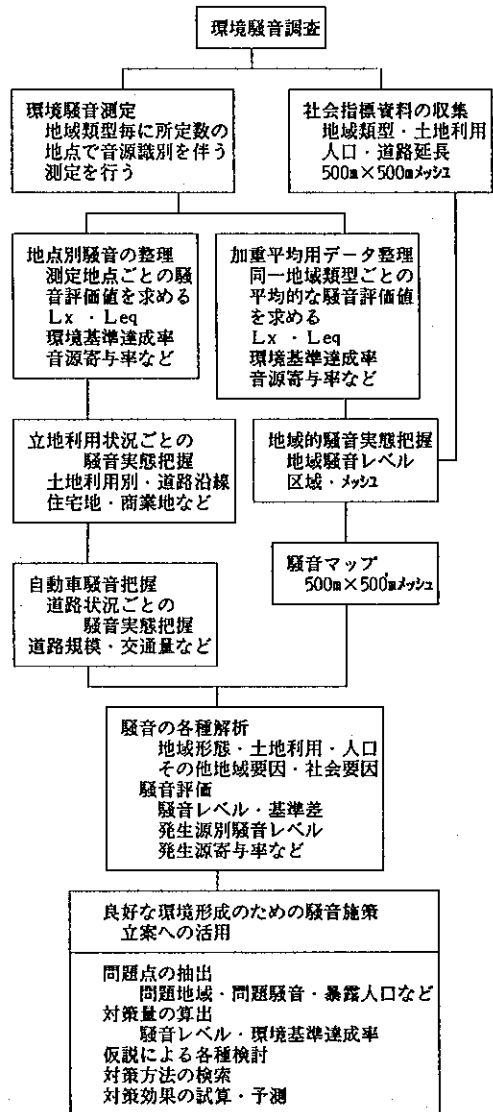 環境騒音調査
環境騒音測定
地域類型毎に所定数の
地点で音源識別を伴う
測定を行う
社会指標資料の収集
地域類型・土地利用
人口・道路延長
500m×500mメッシュ
地点別騒音の整理
測定地点ごとの騒
音評価値を求める
Lx ・Leq
環境基準達成率
音源寄与率など
加重平均用データ整理
同一地域類型ごとの
平均的な騒音評価値
を求める
Lx ・Leq
環境基準達成率
音源寄与率など
立地利用状況ごとの
騒音実態把握
土地利用別・道路沿線
住宅地・商業地など
地域的騒音実態把握
地域騒音レベル
区域・メッシュ
騒音マップ
500m×500mメッシュ
自動車騒音把握
道路状況ごとの
騒音実態把握
道路規模・交通量など
騒音の各種解析
地域形態・土地利用・人口
その他地域要因・社会要因
騒音評価
騒音レベル・基準差
発生源別騒音レベル
発生源寄与率など
良好な環境形成のための騒音施策
立案への活用
問題点の抽出
問題地域・問題騒音・暴露人口など
対策量の算出
騒音レベル・環境基準達成率
仮説による各種検討
対策方法の検索
対策効果の試算・予測